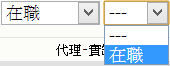 在職 ---
---
代理-實
在職